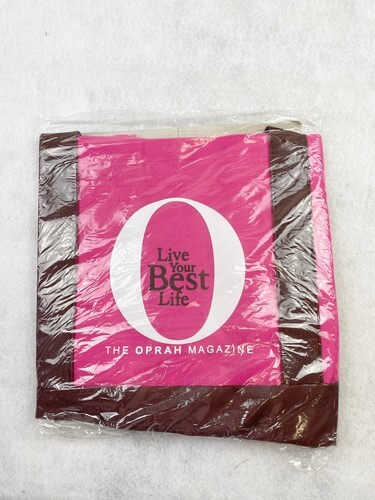 O
Live
Your
Best
Life
THE OPRAH MAGAZINE